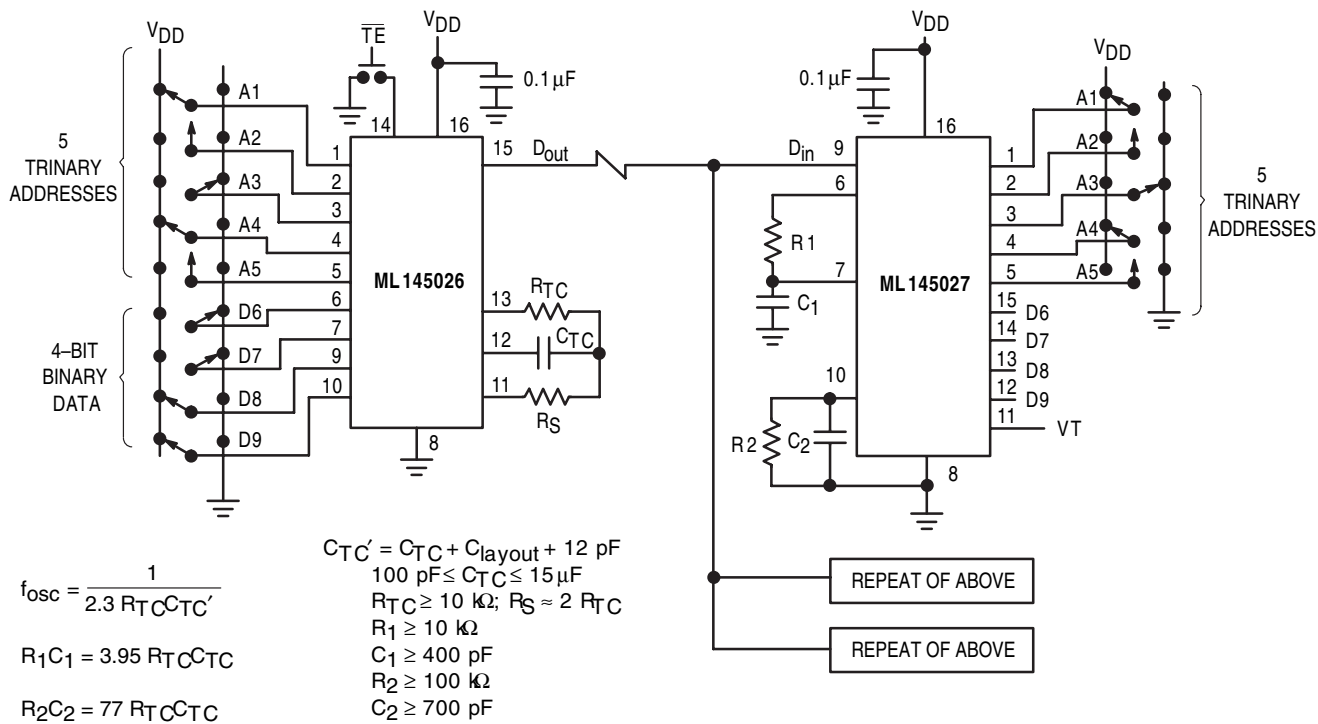 VDD
5
TRINARY
ADDRESSES
4–BIT
BINARY
DATA
A1
A2
A3
A4
A5
D6
D7
D8
D9
TE
VDD
0.1 µF
14
16
1
2
3
4
5
6
7
9
10
ML145026
15
Dout
13
RTC
12
CTC
11
RS
8
VDD
0.1 µF
16
Din
9
6
R1
7
C1
10
R2
C2
ML145027
8
1
2
3
4
5
15
D6
14
D7
13
D8
12
D9
11
VT
VDD
A1
A2
A3
A4
A5
5
TRINARY
ADDRESSES
REPEAT OF ABOVE
REPEAT OF ABOVE
fosc = 1 / 2.3 RTCCTC′
R1C1 = 3.95 RTCCTC
R2C2 = 77 RTCCTC
CTC′ = CTC + Clayout + 12 pF
100 pF ≤ CTC ≤ 15 µF
RTC ≥ 10 kΩ; RS ≈ 2 RTC
R1 ≥ 10 kΩ
C1 ≥ 400 pF
R2 ≥ 100 kΩ
C2 ≥ 700 pF